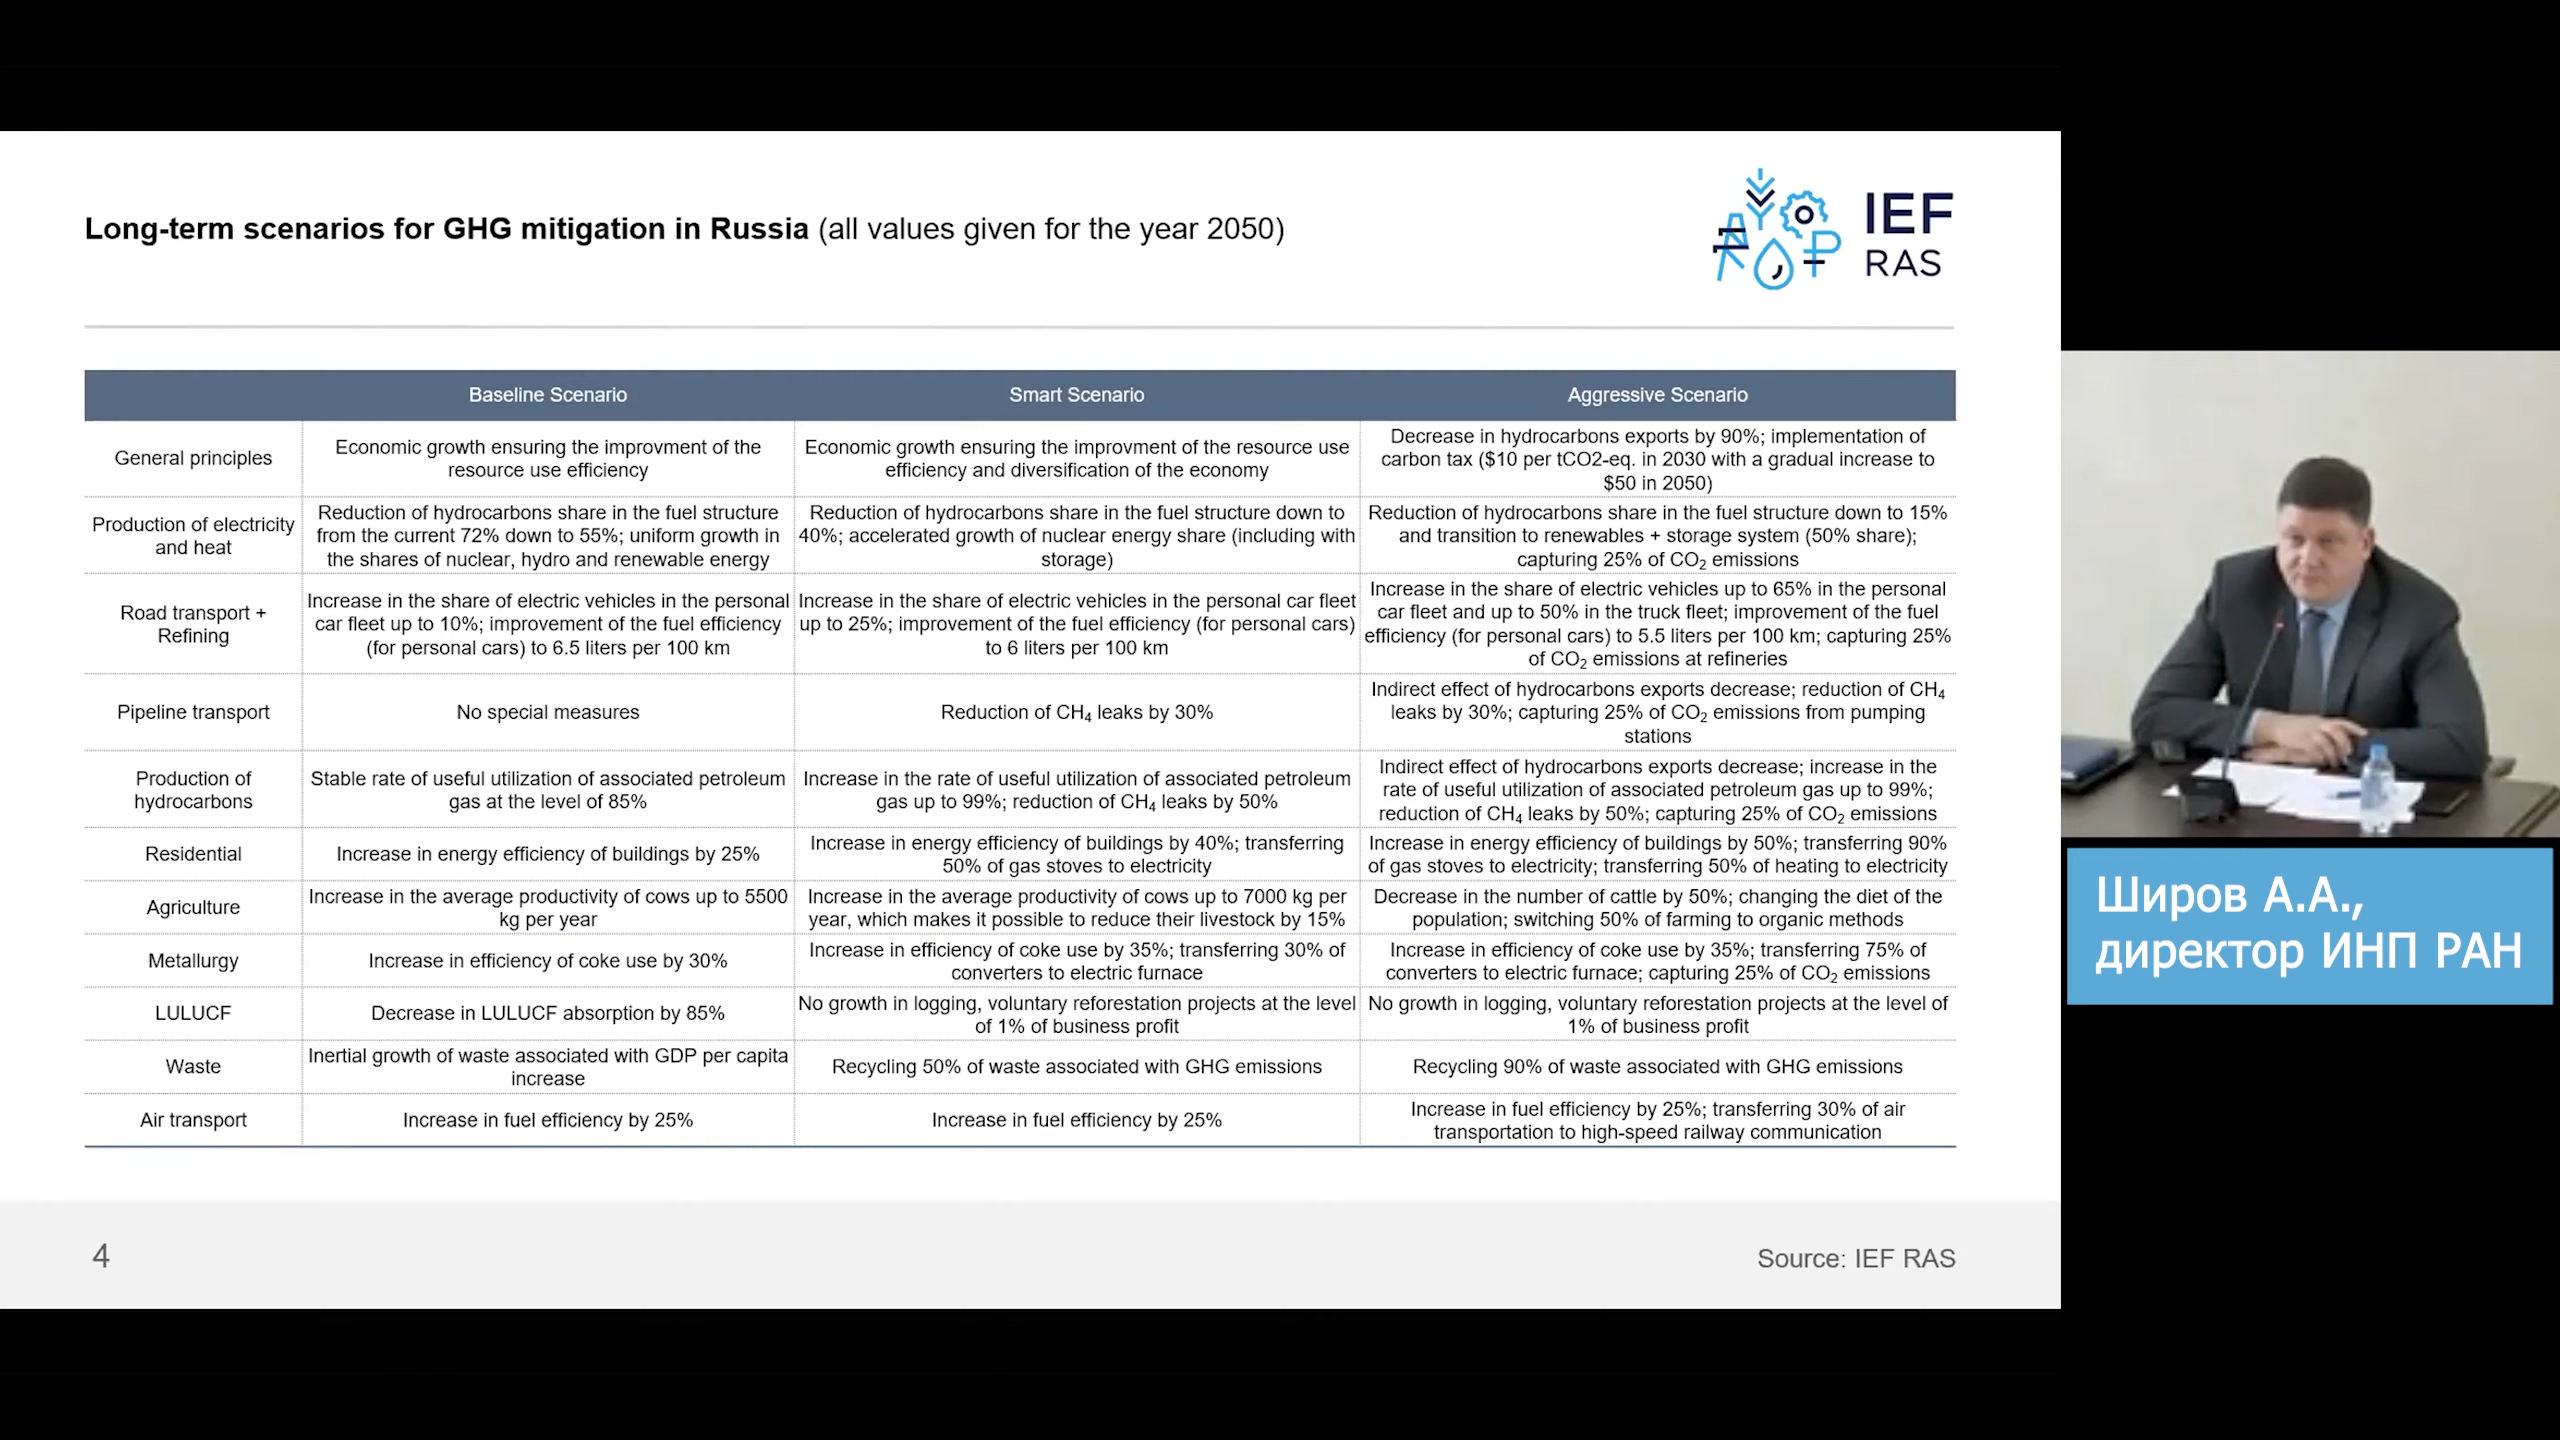 Long-term scenarios for GHG mitigation in Russia (all values given for the year 2050)
IEF
RAS
Baseline Scenario
Smart Scenario
Aggressive Scenario
General principles
Economic growth ensuring the improvment of the
resource use efficiency
Economic growth ensuring the improvment of the resource use
efficiency and diversification of the economy
Decrease in hydrocarbons exports by 90%; implementation of
carbon tax ($10 per tCO2-eq. in 2030 with a gradual increase to
$50 in 2050)
Production of electricity
and heat
Reduction of hydrocarbons share in the fuel structure
from the current 72% down to 55%; uniform growth in
the shares of nuclear, hydro and renewable energy
Reduction of hydrocarbons share in the fuel structure down to
40%; accelerated growth of nuclear energy share (including with
storage)
Reduction of hydrocarbons share in the fuel structure down to 15%
and transition to renewables + storage system (50% share);
capturing 25% of CO₂ emissions
Road transport +
Refining
Increase in the share of electric vehicles in the personal
car fleet up to 10%; improvement of the fuel efficiency
(for personal cars) to 6.5 liters per 100 km
Increase in the share of electric vehicles in the personal car fleet
up to 25%; improvement of the fuel efficiency (for personal cars)
to 6 liters per 100 km
Increase in the share of electric vehicles up to 65% in the personal
car fleet and up to 50% in the truck fleet; improvement of the fuel
efficiency (for personal cars) to 5.5 liters per 100 km; capturing 25%
of CO₂ emissions at refineries
Pipeline transport
No special measures
Reduction of CH₄ leaks by 30%
Indirect effect of hydrocarbons exports decrease; reduction of CH₄
leaks by 30%; capturing 25% of CO₂ emissions from pumping
stations
Production of
hydrocarbons
Stable rate of useful utilization of associated petroleum
gas at the level of 85%
Increase in the rate of useful utilization of associated petroleum
gas up to 99%; reduction of CH₄ leaks by 50%
Indirect effect of hydrocarbons exports decrease; increase in the
rate of useful utilization of associated petroleum gas up to 99%;
reduction of CH₄ leaks by 50%; capturing 25% of CO₂ emissions
Residential
Increase in energy efficiency of buildings by 25%
Increase in energy efficiency of buildings by 40%; transferring
50% of gas stoves to electricity
Increase in energy efficiency of buildings by 50%; transferring 90%
of gas stoves to electricity; transferring 50% of heating to electricity
Agriculture
Increase in the average productivity of cows up to 5500
kg per year
Increase in the average productivity of cows up to 7000 kg per
year, which makes it possible to reduce their livestock by 15%
Decrease in the number of cattle by 50%; changing the diet of the
population; switching 50% of farming to organic methods
Metallurgy
Increase in efficiency of coke use by 30%
Increase in efficiency of coke use by 35%; transferring 30% of
converters to electric furnace
Increase in efficiency of coke use by 35%; transferring 75% of
converters to electric furnace; capturing 25% of CO₂ emissions
LULUCF
Decrease in LULUCF absorption by 85%
No growth in logging, voluntary reforestation projects at the level
of 1% of business profit
No growth in logging, voluntary reforestation projects at the level of
1% of business profit
Waste
Inertial growth of waste associated with GDP per capita
increase
Recycling 50% of waste associated with GHG emissions
Recycling 90% of waste associated with GHG emissions
Air transport
Increase in fuel efficiency by 25%
Increase in fuel efficiency by 25%
Increase in fuel efficiency by 25%; transferring 30% of air
transportation to high-speed railway communication
4
Source: IEF RAS
Широв А.А.,
директор ИНП РАН